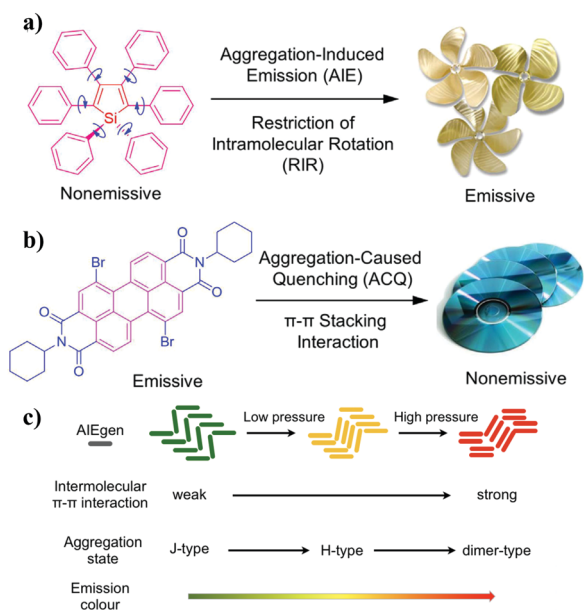 a)
Si
Nonemissive
Aggregation-Induced
Emission (AIE)
Restriction of
Intramolecular Rotation
(RIR)
Emissive
b)
Br
O
N
O
O
N
O
Br
Emissive
Aggregation-Caused
Quenching (ACQ)
π-π Stacking
Interaction
Nonemissive
c)
AIEgen
Low pressure
High pressure
Intermolecular
π-π interaction
weak
strong
Aggregation
state
J-type
H-type
dimer-type
Emission
colour